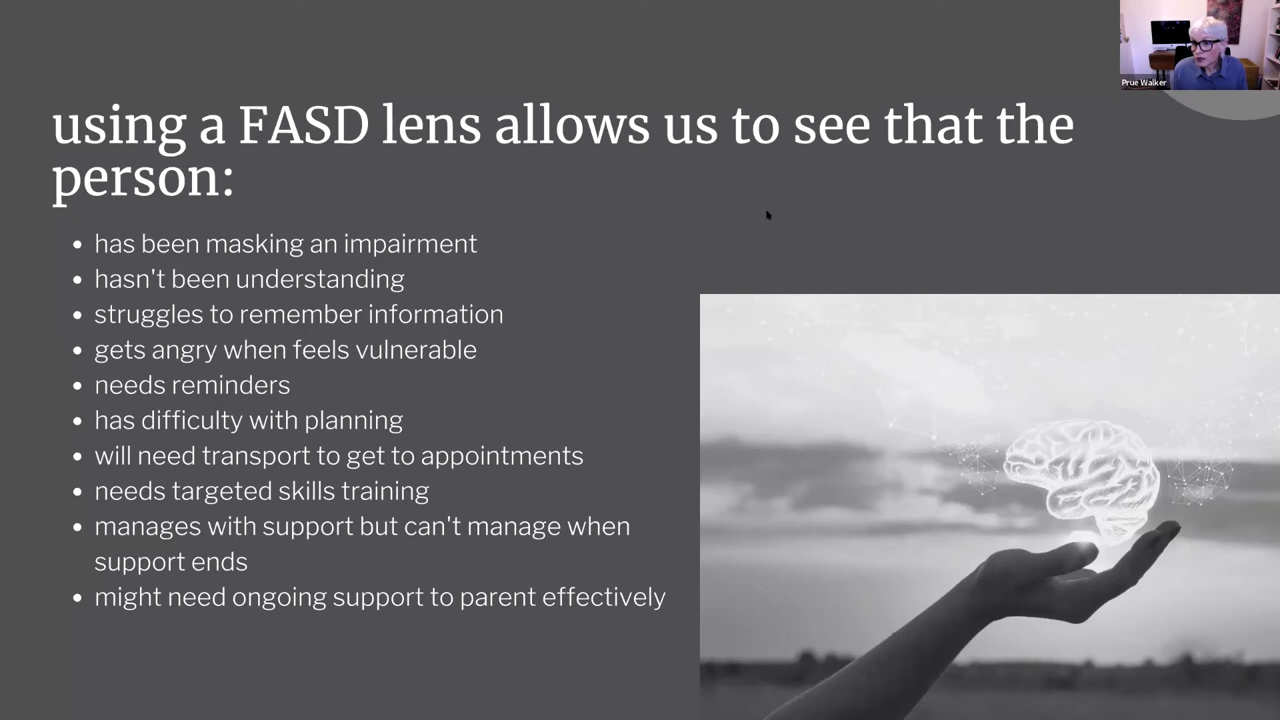 Prue Walker
using a FASD lens allows us to see that the
person:
• has been masking an impairment
• hasn't been understanding
• struggles to remember information
• gets angry when feels vulnerable
• needs reminders
• has difficulty with planning
• will need transport to get to appointments
• needs targeted skills training
• manages with support but can't manage when
support ends
• might need ongoing support to parent effectively